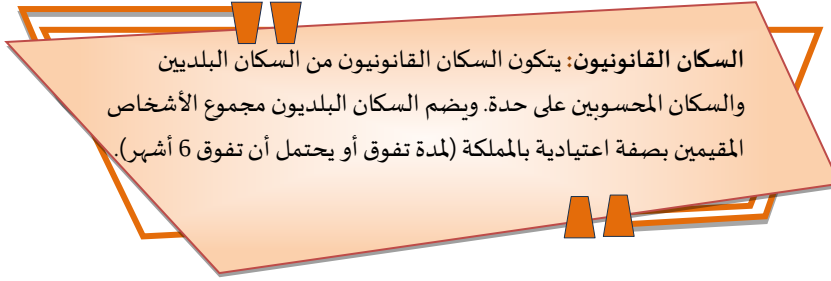 السكان القانونيون: يتكون السكان القانونيون من السكان البلديين
والسكان المحسوبين على حدة. ويضم السكان البلديون مجموع الأشخاص
المقيمين بصفة اعتيادية بالمملكة (لمدة تفوق أو يحتمل أن تفوق 6 أشهر).